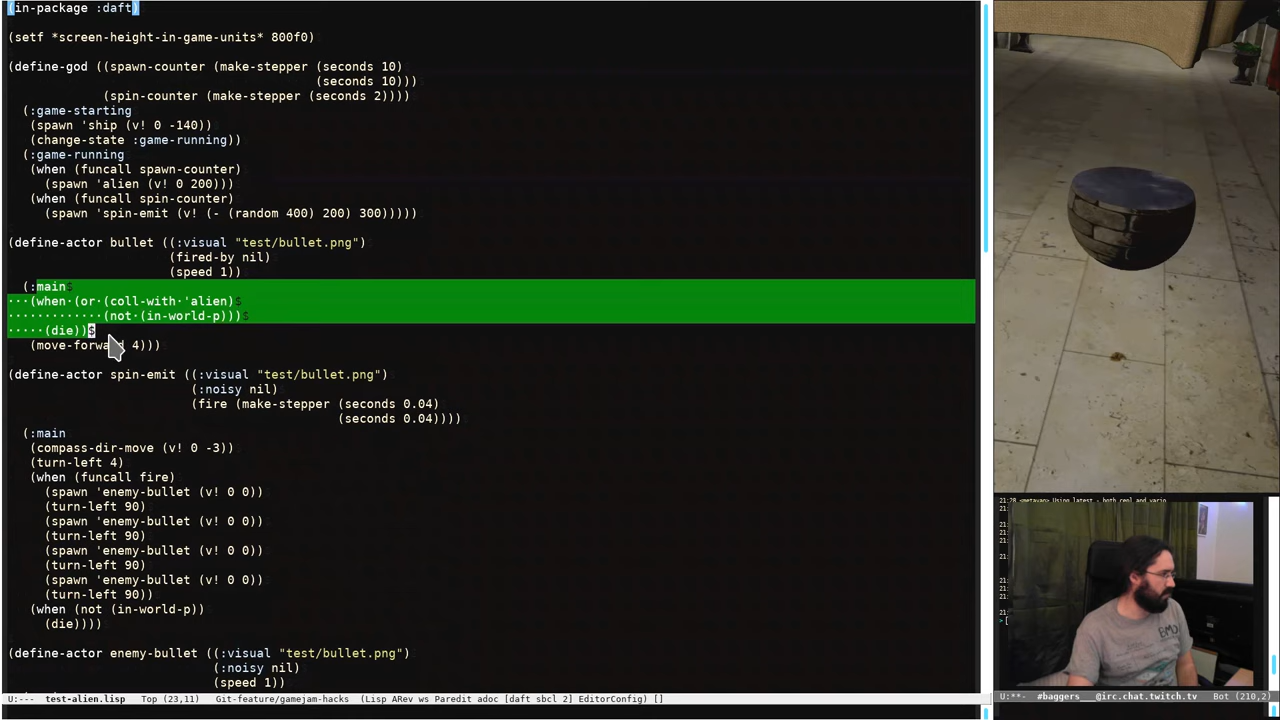 (in-package :daft)
(setf *screen-height-in-game-units* 800f0)
(define-god ((spawn-counter (make-stepper (seconds 10)
(seconds 10)))
(spin-counter (make-stepper (seconds 2))))
(:game-starting
(spawn 'ship (v! 0 -140))
(change-state :game-running))
(:game-running
(when (funcall spawn-counter)
(spawn 'alien (v! 0 200)))
(when (funcall spin-counter)
(spawn 'spin-emit (v! (- (random 400) 200) 300)))))
(define-actor bullet ((:visual "test/bullet.png")
(fired-by nil)
(speed 1))
(:main$
···(when·(or·(coll-with·'alien)$
·············(not·(in-world-p)))$
·····(die))$
(move-forward 4)))
(define-actor spin-emit ((:visual "test/bullet.png")
(:noisy nil)
(fire (make-stepper (seconds 0.04)
(seconds 0.04))))
(:main
(compass-dir-move (v! 0 -3))
(turn-left 4)
(when (funcall fire)
(spawn 'enemy-bullet (v! 0 0))
(turn-left 90)
(spawn 'enemy-bullet (v! 0 0))
(turn-left 90)
(spawn 'enemy-bullet (v! 0 0))
(turn-left 90)
(spawn 'enemy-bullet (v! 0 0))
(turn-left 90))
(when (not (in-world-p))
(die))))
(define-actor enemy-bullet ((:visual "test/bullet.png")
(:noisy nil)
(speed 1))
U:--- test-alien.lisp Top (23,11) Git-feature/gamejam-hacks (Lisp ARev ws Paredit adoc [daft sbcl 2] EditorConfig) []
U:**- #baggers__@irc.chat.twitch.tv Bot (210,2)